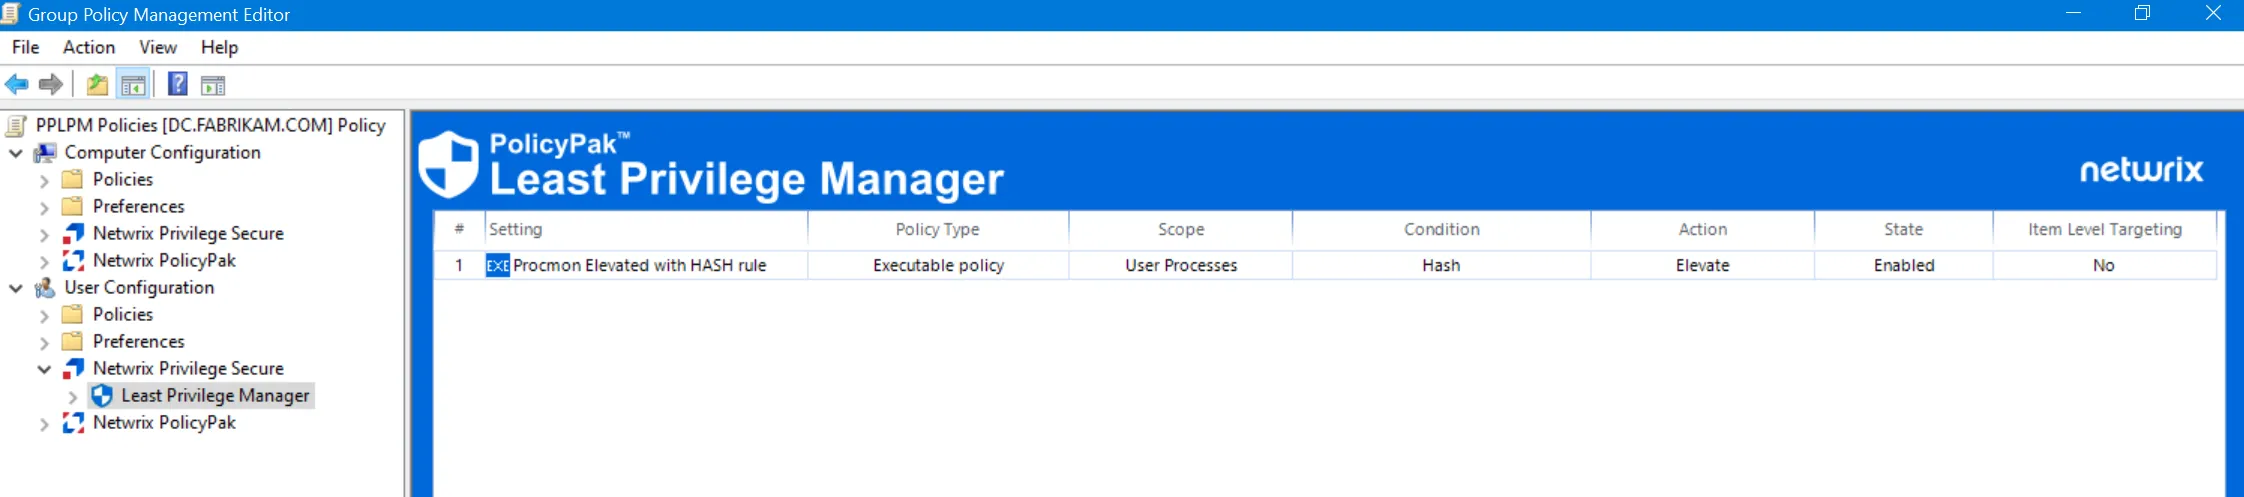 Group Policy Management Editor
File Action View Help
PPLPM Policies [DC.FABRIKAM.COM] Policy
Computer Configuration
Policies
Preferences
Netwrix Privilege Secure
Netwrix PolicyPak
User Configuration
Policies
Preferences
Netwrix Privilege Secure
Least Privilege Manager
Netwrix PolicyPak
PolicyPak™
Least Privilege Manager
netwrix
# Setting Policy Type Scope Condition Action State Item Level Targeting
1 EXE Procmon Elevated with HASH rule Executable policy User Processes Hash Elevate Enabled No